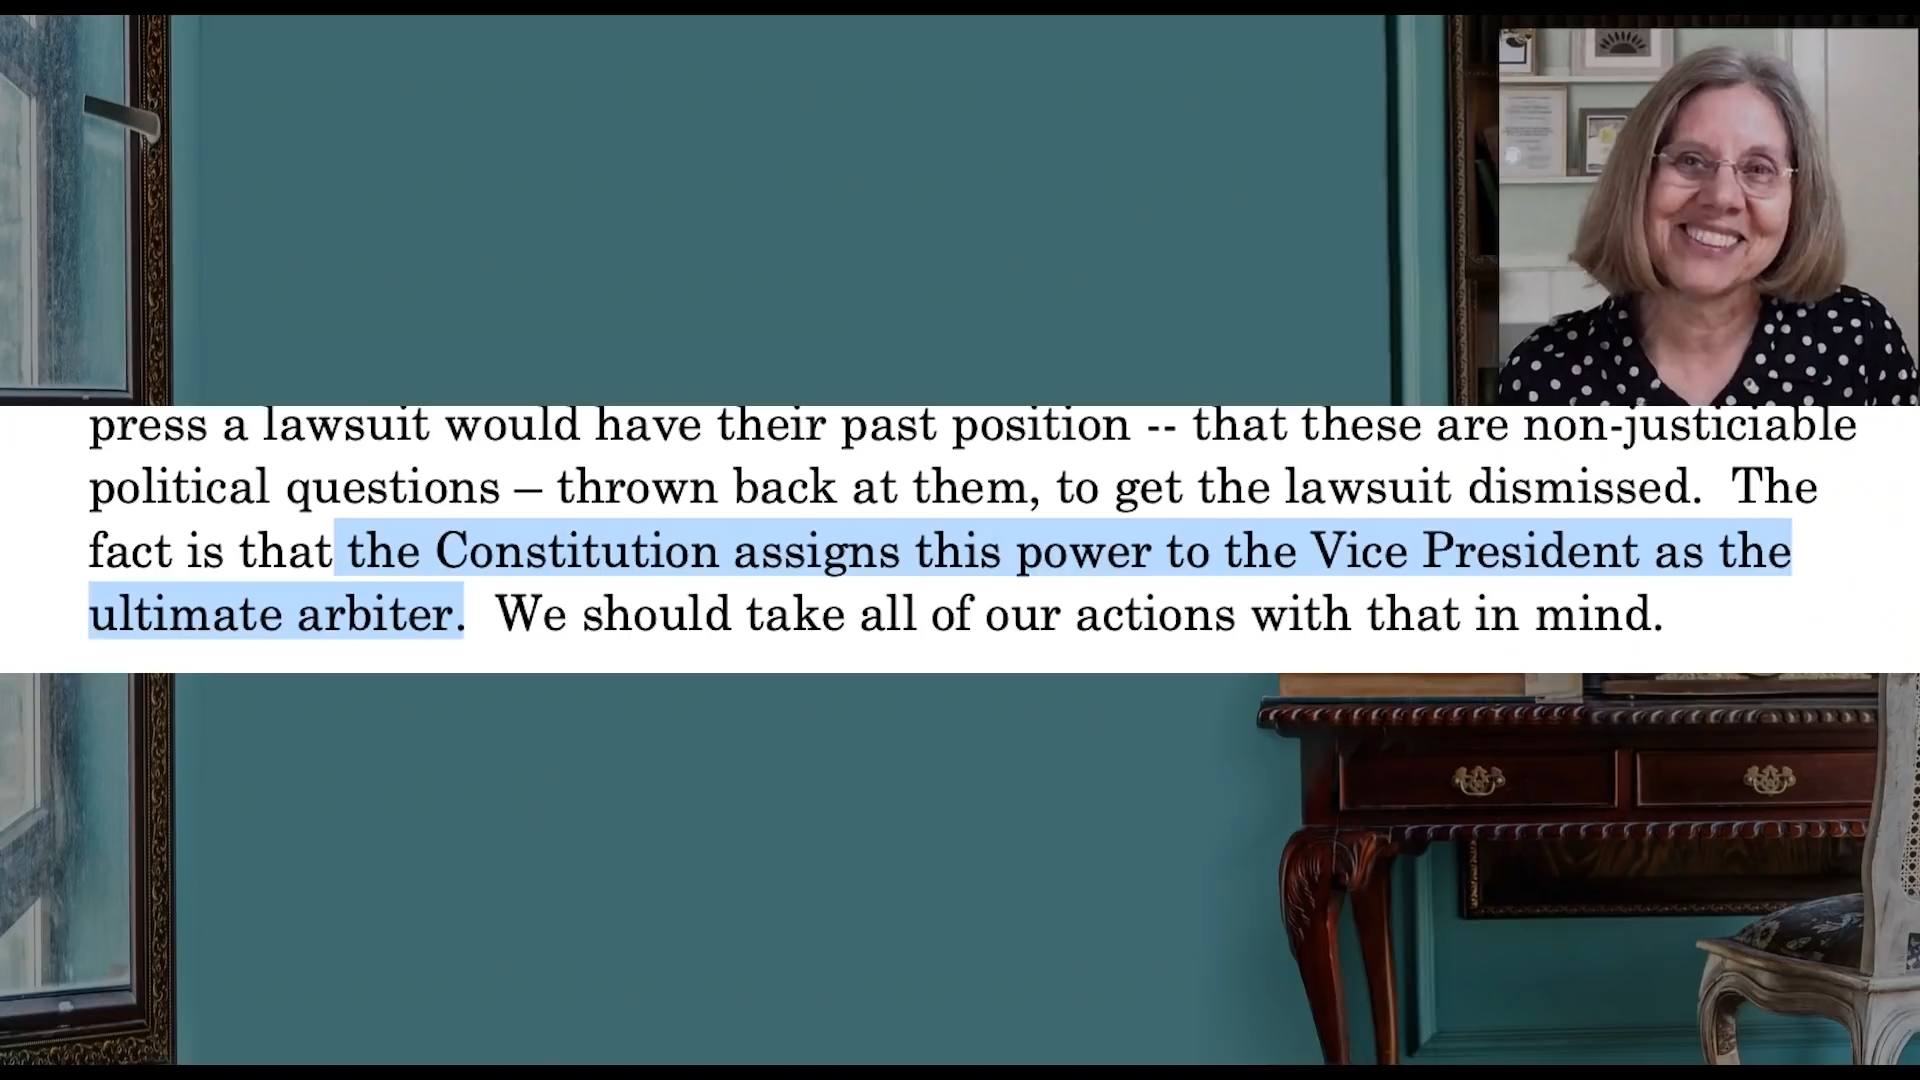 press a lawsuit would have their past position -- that these are non-justiciable
political questions – thrown back at them, to get the lawsuit dismissed.  The
fact is that the Constitution assigns this power to the Vice President as the
ultimate arbiter.  We should take all of our actions with that in mind.